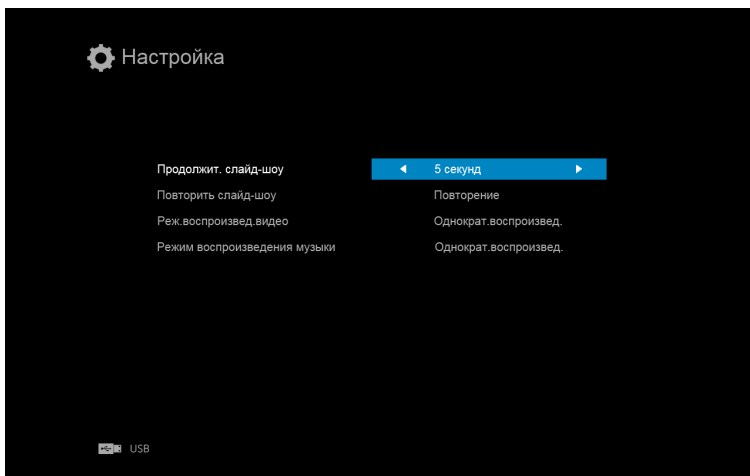 Настройка
Продолжит. слайд-шоу 5 секунд
Повторить слайд-шоу Повторение
Реж.воспроизвед.видео Однократ.воспроизвед.
Режим воспроизведения музыки Однократ.воспроизвед.
USB